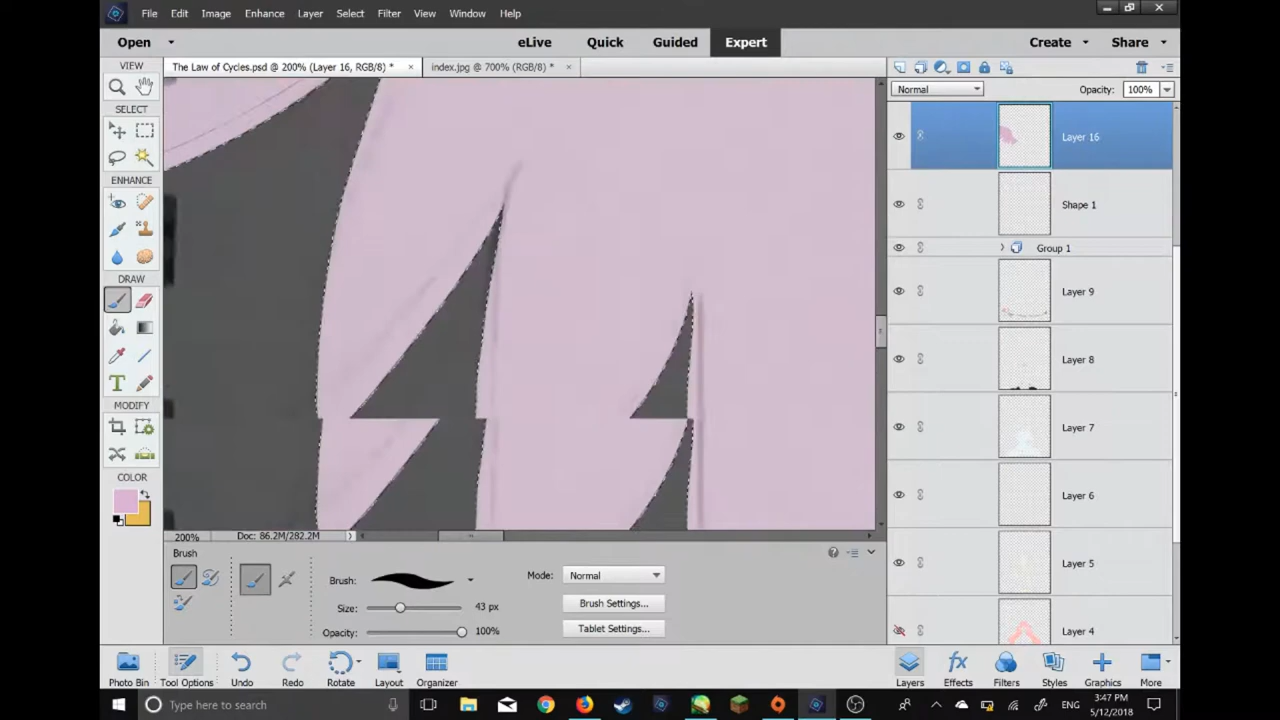 File Edit Image Enhance Layer Select Filter View Window Help
Open eLive Quick Guided Expert Create Share
VIEW The Law of Cycles.psd @ 200% (Layer 16, RGB/8) * × index.jpg @ 700% (RGB/8) * ×
Normal Opacity: 100%
SELECT
Layer 16
ENHANCE
Shape 1
Group 1
DRAW
Layer 9
Layer 8
T
MODIFY
Layer 7
COLOR
Layer 6
200% Doc: 86.2M/282.2M
Brush
Layer 5
Brush: Mode: Normal
Size: 43 px Brush Settings...
Opacity: 100% Tablet Settings...
Layer 4
Photo Bin Tool Options Undo Redo Rotate Layout Organizer Layers Effects Filters Styles Graphics More
Type here to search ENG 3:47 PM
5/12/2018